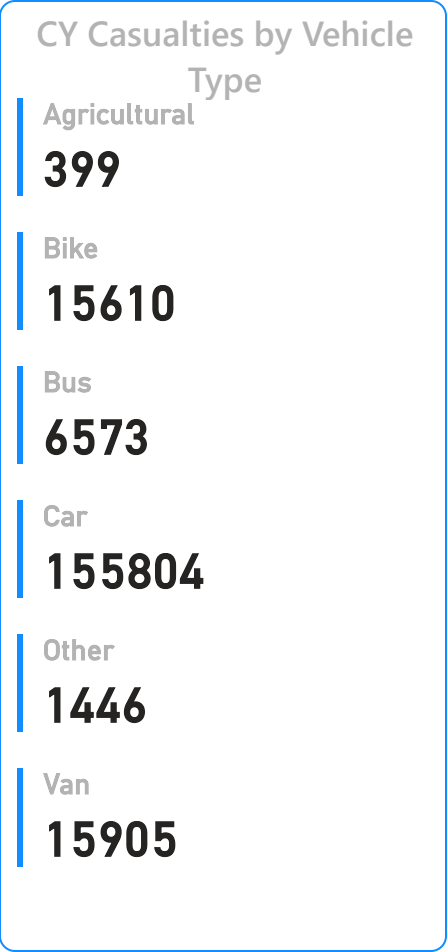 CY Casualties by Vehicle
Type
Agricultural
399
Bike
15610
Bus
6573
Car
155804
Other
1446
Van
15905